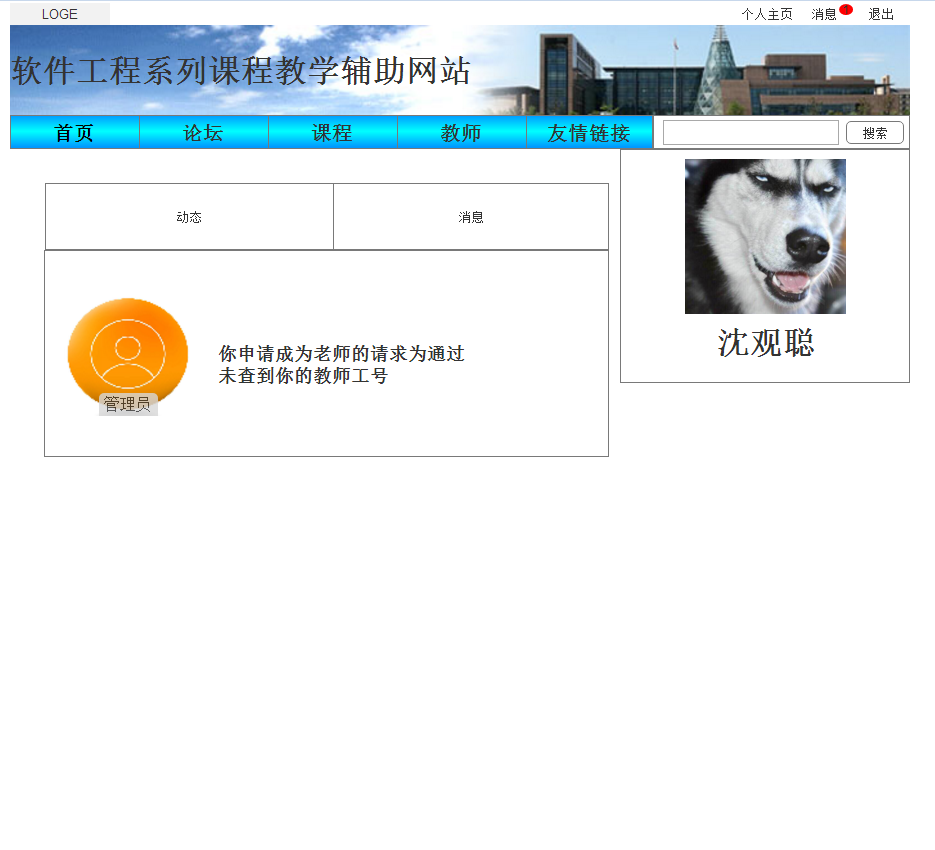 LOGE
个人主页 消息 1 退出
软件工程系列课程教学辅助网站
首页 论坛 课程 教师 友情链接 搜索
动态 消息
沈观聪
你申请成为老师的请求为通过
未查到你的教师工号
管理员